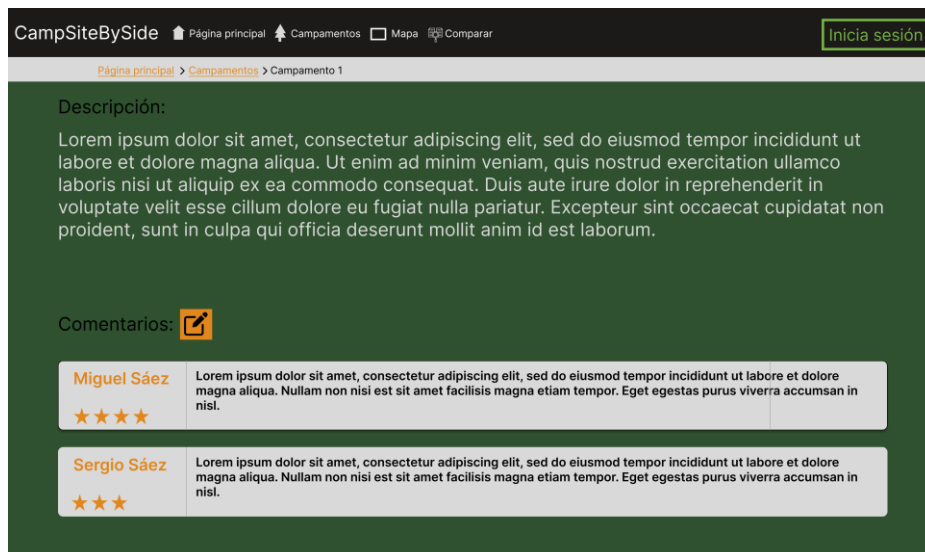 CampSiteBySide Página principal Campamentos Mapa Comparar Inicia sesión
Página principal > Campamentos > Campamento 1
Descripción:
Lorem ipsum dolor sit amet, consectetur adipiscing elit, sed do eiusmod tempor incididunt ut
labore et dolore magna aliqua. Ut enim ad minim veniam, quis nostrud exercitation ullamco
laboris nisi ut aliquip ex ea commodo consequat. Duis aute irure dolor in reprehenderit in
voluptate velit esse cillum dolore eu fugiat nulla pariatur. Excepteur sint occaecat cupidatat non
proident, sunt in culpa qui officia deserunt mollit anim id est laborum.
Comentarios:
Miguel Sáez
Lorem ipsum dolor sit amet, consectetur adipiscing elit, sed do eiusmod tempor incididunt ut labore et dolore
magna aliqua. Nullam non nisi est sit amet facilisis magna etiam tempor. Eget egestas purus viverra accumsan in
nisl.
Sergio Sáez
Lorem ipsum dolor sit amet, consectetur adipiscing elit, sed do eiusmod tempor incididunt ut labore et dolore
magna aliqua. Nullam non nisi est sit amet facilisis magna etiam tempor. Eget egestas purus viverra accumsan in
nisl.